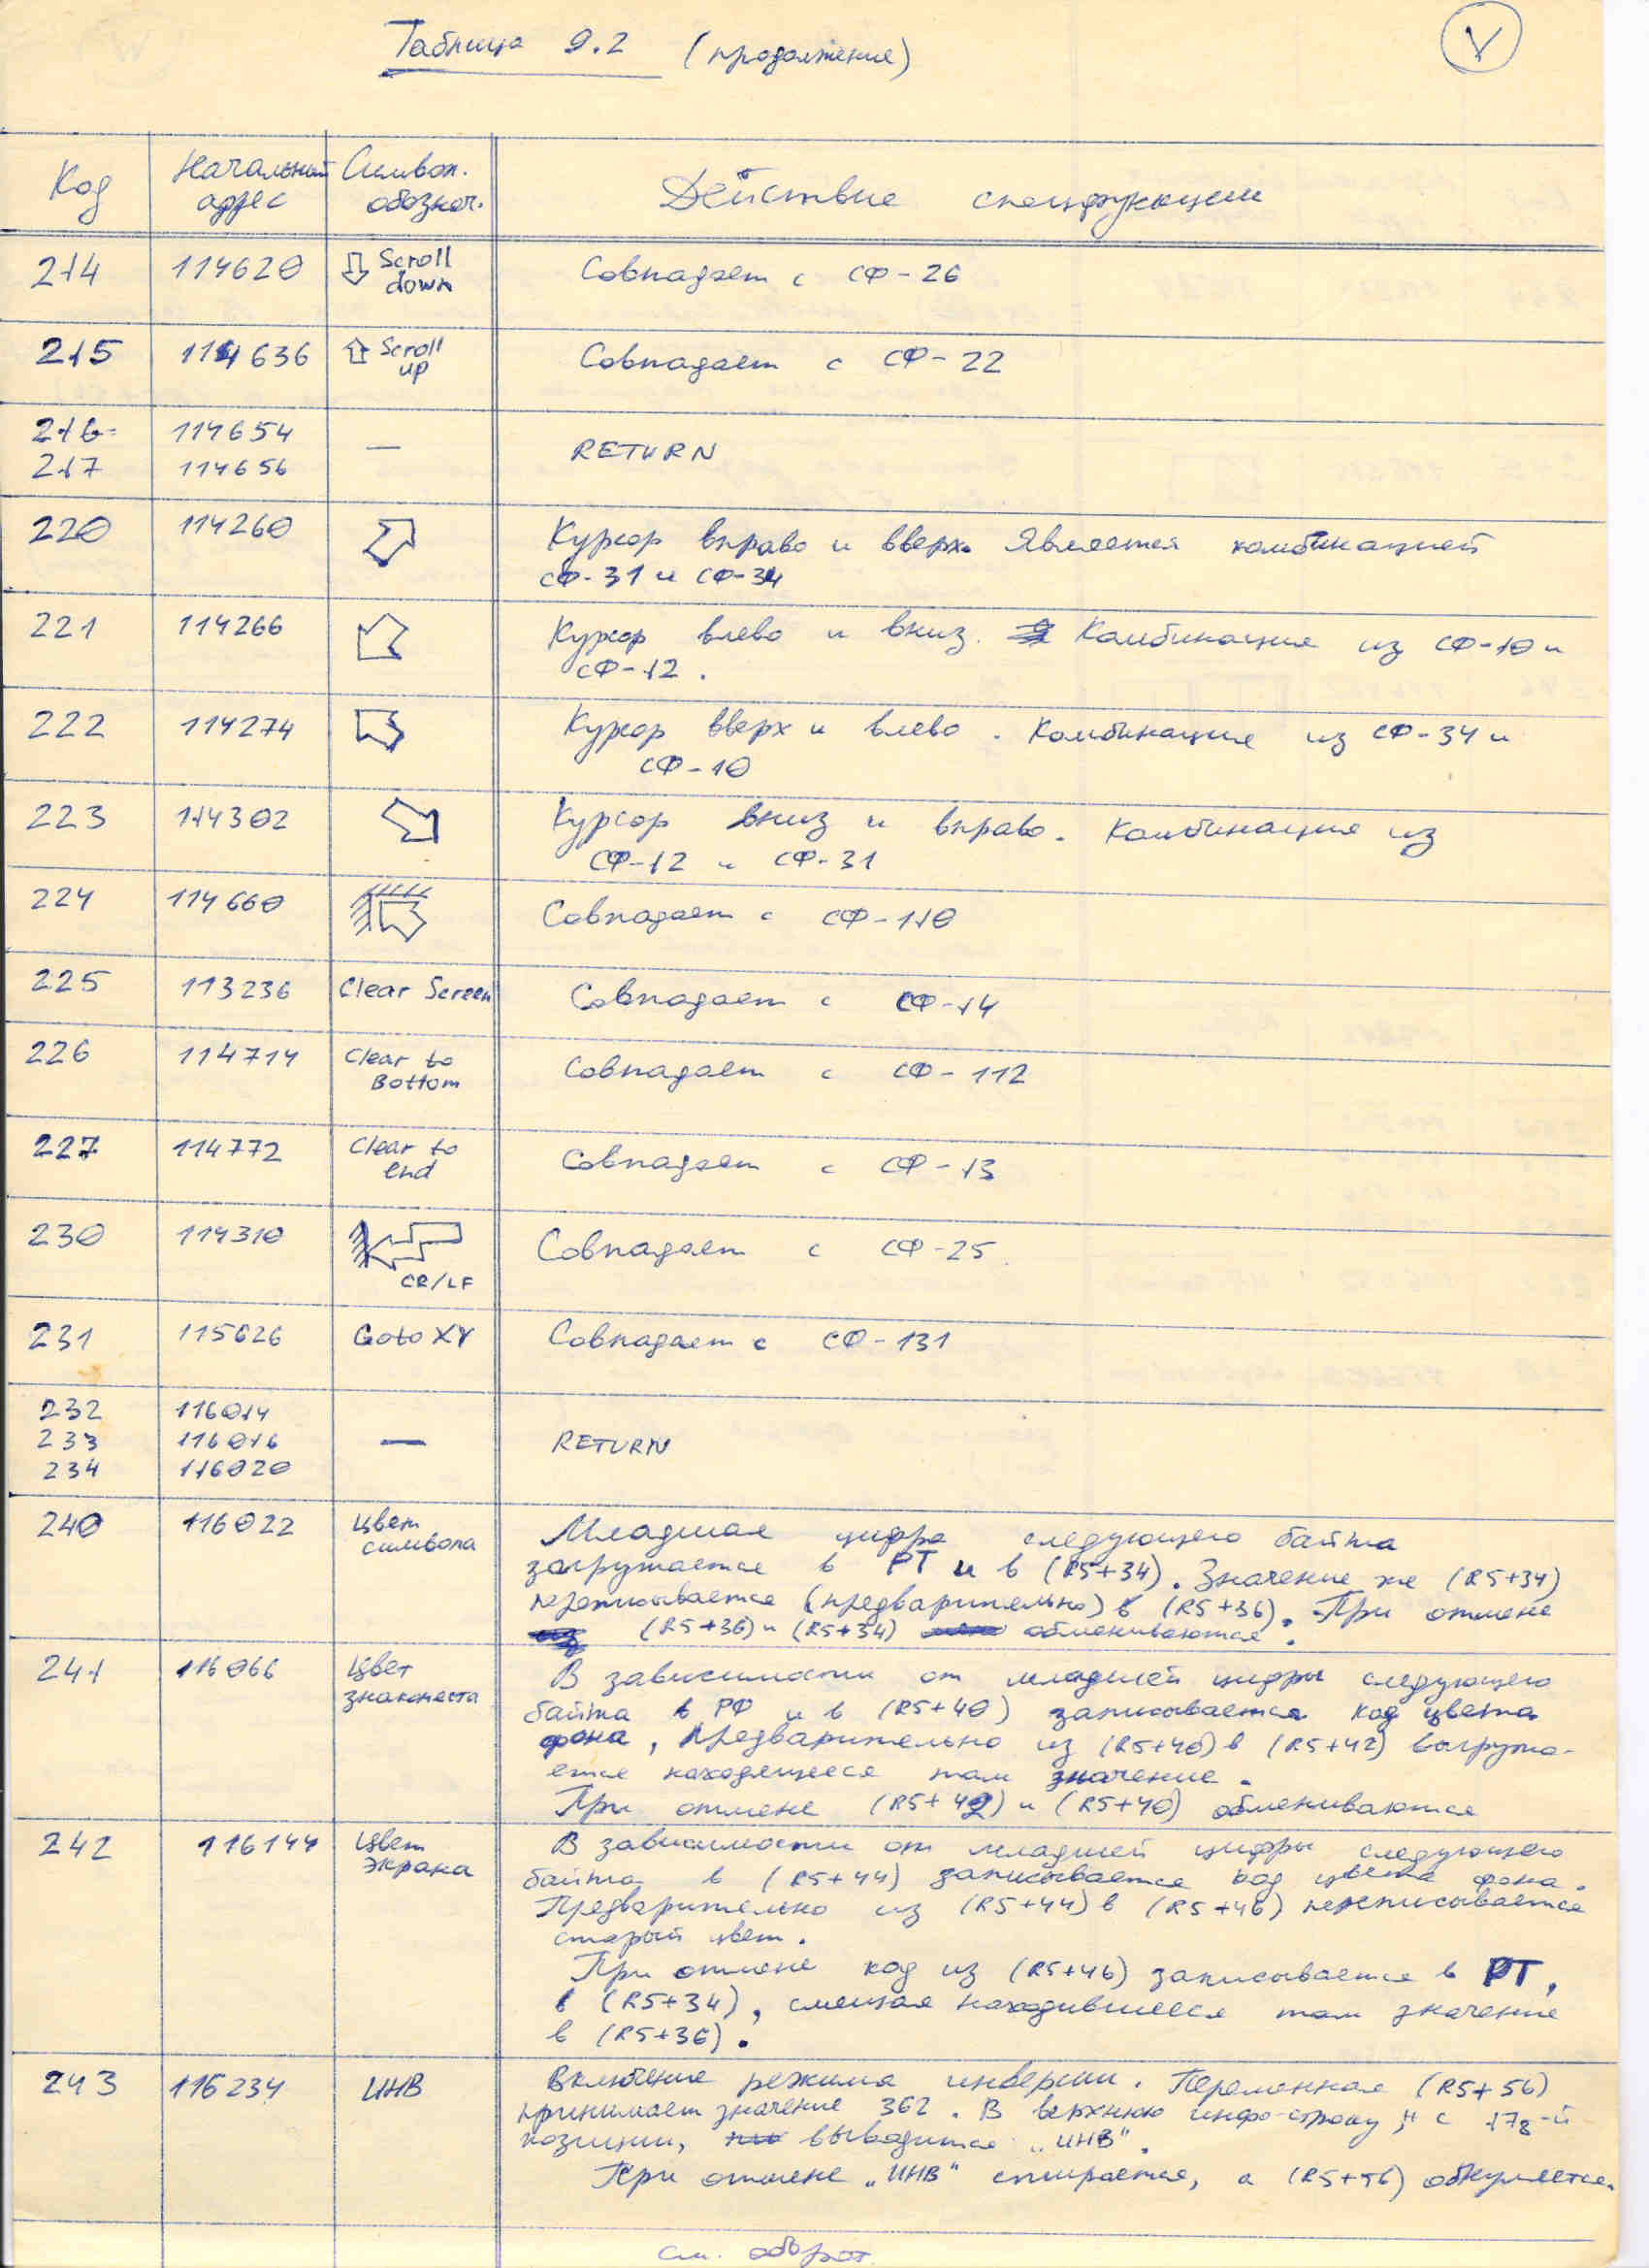 Таблица 9.2 (продолжение)
V
Код Начальный адрес Символ. обознач. Действие спецфункции
214 114620 Scroll down Совпадает с СФ-26
215 114636 Scroll up Совпадает с СФ-22
216 114654
217 114656 — RETURN
220 114260 Курсор вправо и вверх. Является комбинацией
СФ-31 и СФ-34
221 114266 Курсор влево и вниз. Комбинация из СФ-10 и
СФ-12.
222 114274 Курсор вверх и влево. Комбинация из СФ-34 и
СФ-10
223 114302 Курсор вниз и вправо. Комбинация из
СФ-12 и СФ-31
224 114660 Совпадает с СФ-110
225 113236 Clear Screen Совпадает с СФ-14
226 114714 Clear to Bottom Совпадает с СФ-112
227 114772 Clear to end Совпадает с СФ-13
230 114310 CR/LF Совпадает с СФ-25
231 115626 Goto XY Совпадает с СФ-131
232 116014
233 116016 — RETURN
234 116020
240 116022 Цвет символа Младшая цифра следующего байта
загружается в РТ и в (R5+34). Значение же (R5+34)
переписывается (предварительно) в (R5+36). При отмене
(R5+36) и (R5+34) обмениваются.
241 116066 Цвет знакоместа В зависимости от младшей цифры следующего
байта в РФ и в (R5+40) записывается код цвета
фона, предварительно из (R5+40) в (R5+42) выгружа-
ется находящееся там значение.
При отмене (R5+42) и (R5+40) обмениваются
242 116144 Цвет экрана В зависимости от младшей цифры следующего
байта в (R5+44) записывается код цвета фона.
Предварительно из (R5+44) в (R5+46) переписывается
старый цвет.
При отмене код из (R5+46) записывается в РТ,
в (R5+34), смещая находившееся там значение
в (R5+36).
243 116234 ИНВ Включение режима инверсии. Переменная (R5+56)
принимает значение 362. В верхнюю инфо-строку, с 178-й
позиции, выводится „ИНВ".
При отмене „ИНВ" стирается, а (R5+56) обнуляется.
см. оборот.